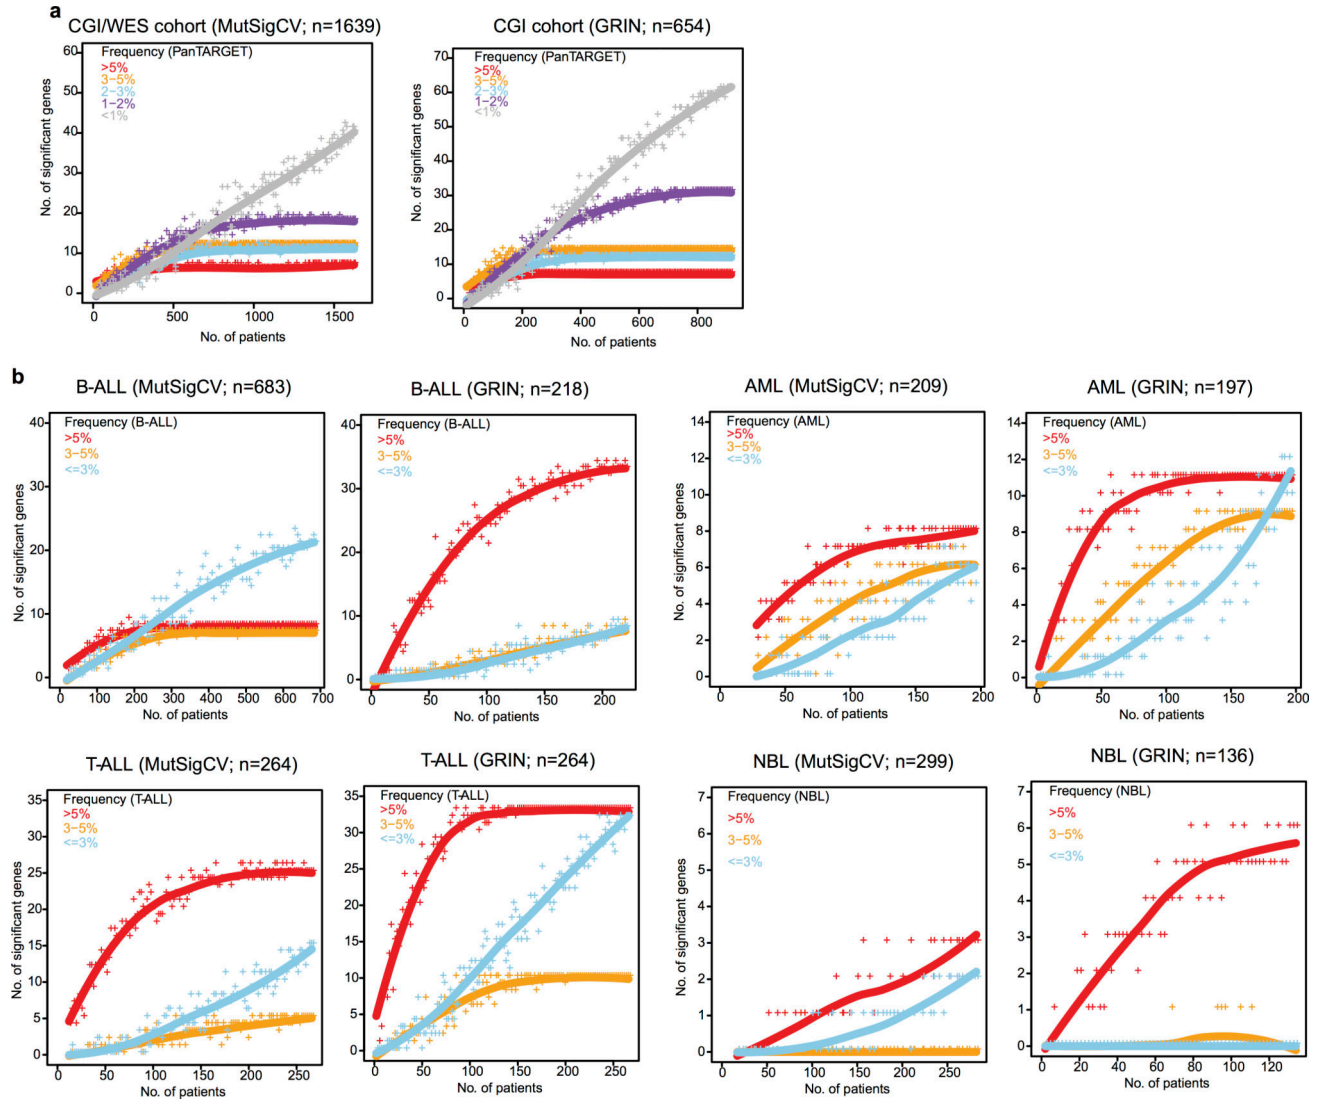 a
CGI/WES cohort (MutSigCV; n=1639)
No. of significant genes
60
50
40
30
20
10
0
Frequency (PanTARGET)
>5%
3–5%
2–3%
1–2%
<1%
0 500 1000 1500
No. of patients
CGI cohort (GRIN; n=654)
No. of significant genes
70
60
50
40
30
20
10
0
Frequency (PanTARGET)
>5%
3–5%
2–3%
1–2%
<1%
0 200 400 600 800
No. of patients
b
B-ALL (MutSigCV; n=683)
No. of significant genes
40
30
20
10
0
Frequency (B-ALL)
>5%
3–5%
<=3%
0 100 200 300 400 500 600 700
No. of patients
B-ALL (GRIN; n=218)
40
30
20
10
0
Frequency (B-ALL)
>5%
3–5%
<=3%
0 50 100 150 200
No. of patients
AML (MutSigCV; n=209)
No. of significant genes
14
12
10
8
6
4
2
0
Frequency (AML)
>5%
3–5%
<=3%
0 50 100 150 200
No. of patients
AML (GRIN; n=197)
14
12
10
8
6
4
2
0
Frequency (AML)
>5%
3–5%
<=3%
0 50 100 150 200
No. of patients
T-ALL (MutSigCV; n=264)
No. of significant genes
35
30
25
20
15
10
5
0
Frequency (T-ALL)
>5%
3–5%
<=3%
0 50 100 150 200 250
No. of patients
T-ALL (GRIN; n=264)
35
30
25
20
15
10
5
0
Frequency (T-ALL)
>5%
3–5%
<=3%
0 50 100 150 200 250
No. of patients
NBL (MutSigCV; n=299)
No. of significant genes
7
6
5
4
3
2
1
0
Frequency (NBL)
>5%
3–5%
<=3%
0 50 100 150 200 250
No. of patients
NBL (GRIN; n=136)
7
6
5
4
3
2
1
0
Frequency (NBL)
>5%
3–5%
<=3%
0 20 40 60 80 100 120
No. of patients